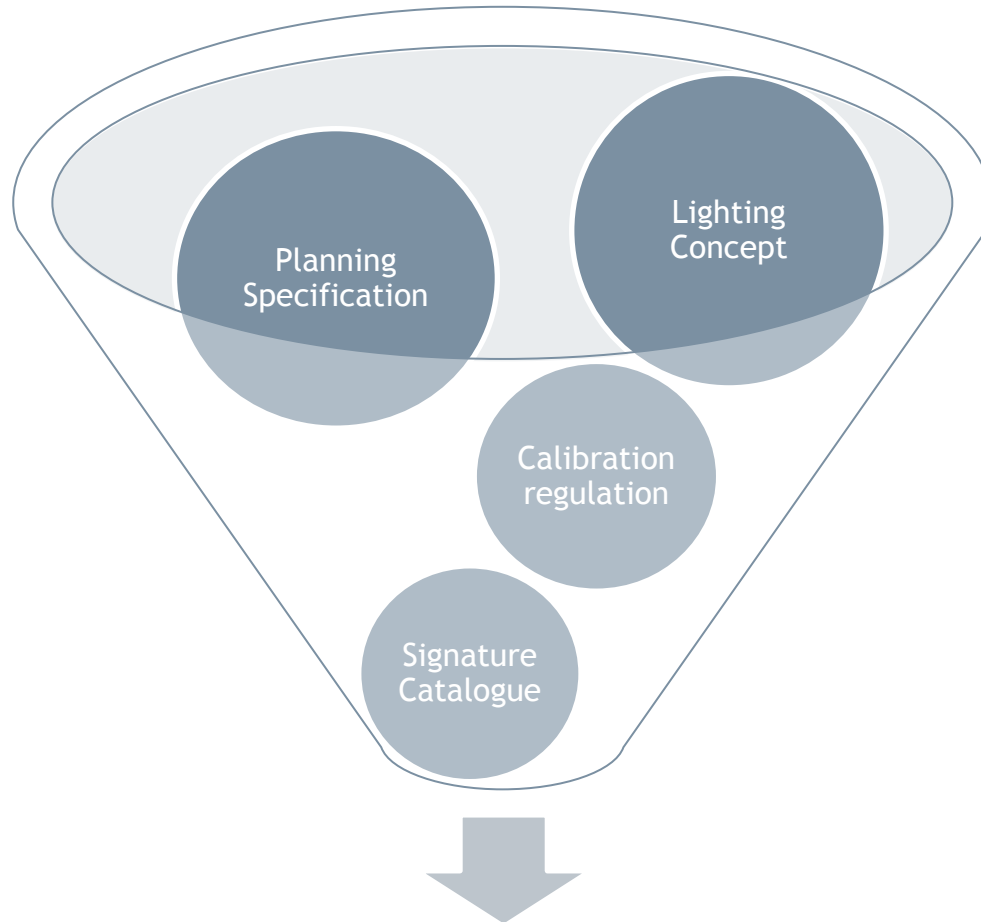 Planning
Specification
Lighting
Concept
Calibration
regulation
Signature
Catalogue